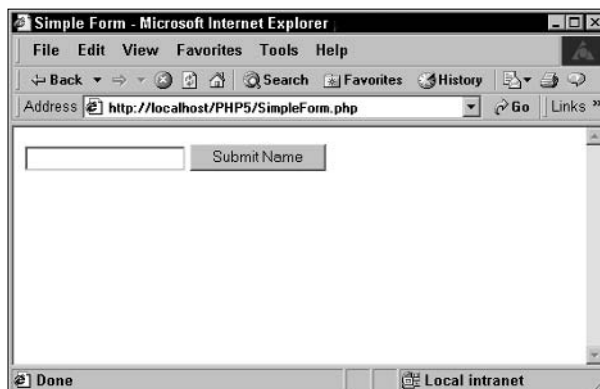 Simple Form - Microsoft Internet Explorer
File Edit View Favorites Tools Help
Back Search Favorites History
Address http://localhost/PHP5/SimpleForm.php Go Links »
Submit Name
Done Local intranet